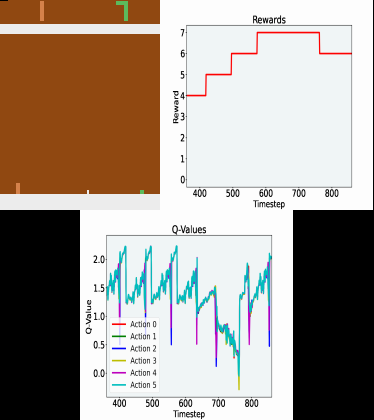 Rewards
7
6
5
4
3
2
1
0
Reward
400 500 600 700 800
Timestep
Q-Values
2.0
1.5
1.0
0.5
0.0
Q-Value
Action 0
Action 1
Action 2
Action 3
Action 4
Action 5
400 500 600 700 800
Timestep